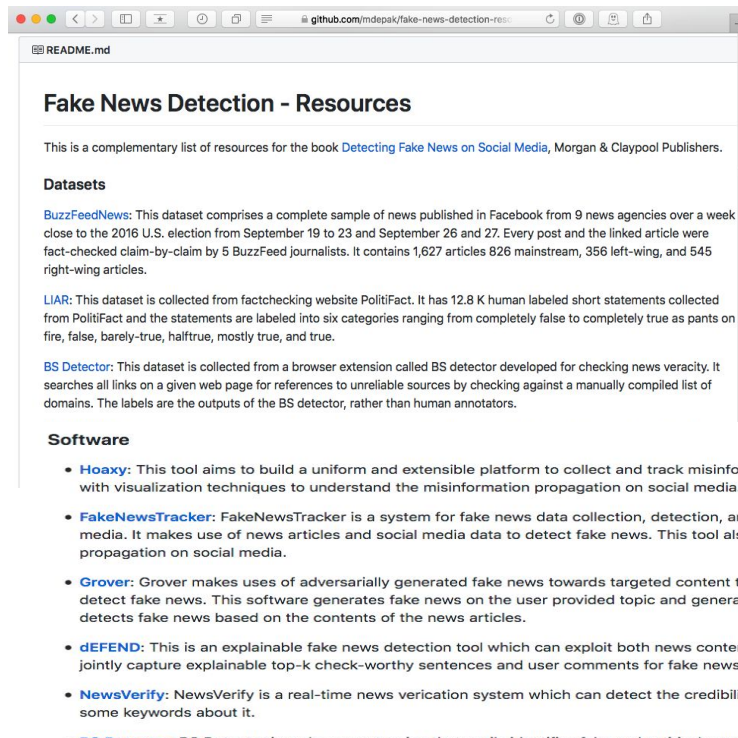 github.com/mdepak/fake-news-detection-reso
README.md
Fake News Detection - Resources
This is a complementary list of resources for the book Detecting Fake News on Social Media, Morgan & Claypool Publishers.
Datasets
BuzzFeedNews: This dataset comprises a complete sample of news published in Facebook from 9 news agencies over a week
close to the 2016 U.S. election from September 19 to 23 and September 26 and 27. Every post and the linked article were
fact-checked claim-by-claim by 5 BuzzFeed journalists. It contains 1,627 articles 826 mainstream, 356 left-wing, and 545
right-wing articles.
LIAR: This dataset is collected from factchecking website PolitiFact. It has 12.8 K human labeled short statements collected
from PolitiFact and the statements are labeled into six categories ranging from completely false to completely true as pants on
fire, false, barely-true, halftrue, mostly true, and true.
BS Detector: This dataset is collected from a browser extension called BS detector developed for checking news veracity. It
searches all links on a given web page for references to unreliable sources by checking against a manually compiled list of
domains. The labels are the outputs of the BS detector, rather than human annotators.
Software
• Hoaxy: This tool aims to build a uniform and extensible platform to collect and track misinfo
with visualization techniques to understand the misinformation propagation on social media
• FakeNewsTracker: FakeNewsTracker is a system for fake news data collection, detection, a
media. It makes use of news articles and social media data to detect fake news. This tool al
propagation on social media.
• Grover: Grover makes uses of adversarially generated fake news towards targeted content t
detect fake news. This software generates fake news on the user provided topic and genera
detects fake news based on the contents of the news articles.
• dEFEND: This is an explainable fake news detection tool which can exploit both news conte
jointly capture explainable top-k check-worthy sentences and user comments for fake news
• NewsVerify: NewsVerify is a real-time news verication system which can detect the credibil
some keywords about it.